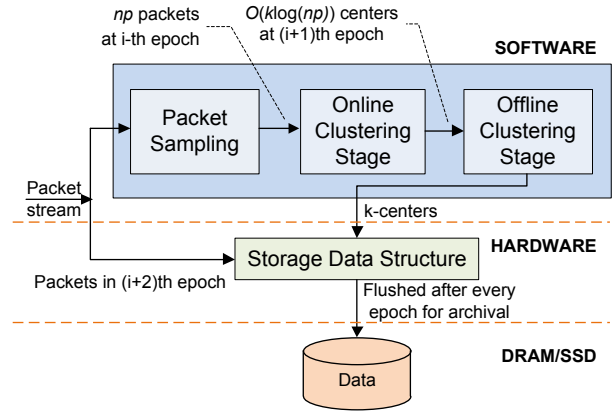 np packets
at i-th epoch
O(klog(np)) centers
at (i+1)th epoch
SOFTWARE
Packet
Sampling
Online
Clustering
Stage
Offline
Clustering
Stage
Packet
stream
k-centers
HARDWARE
Storage Data Structure
Packets in (i+2)th epoch
Flushed after every
epoch for archival
DRAM/SSD
Data